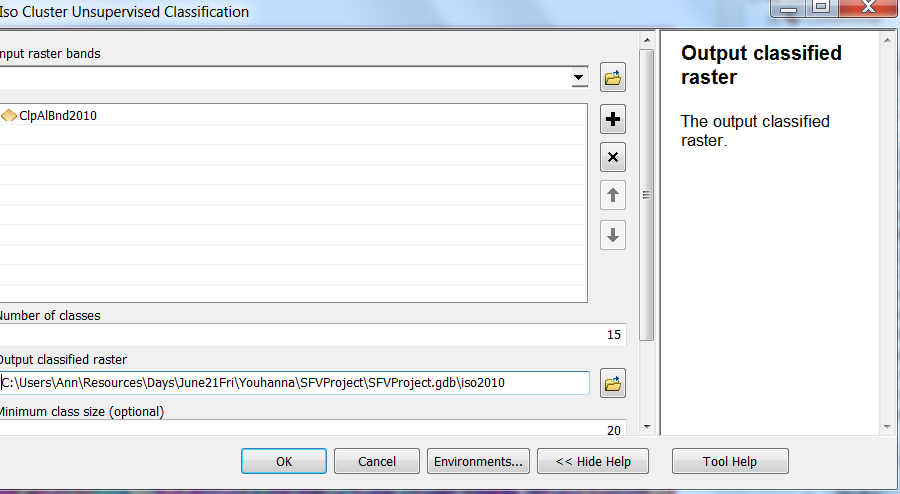 Iso Cluster Unsupervised Classification
nput raster bands
ClpAlBnd2010
Number of classes
15
Output classified raster
C:\Users\Ann\Resources\Days\June21Fri\Youhanna\SFVProject\SFVProject.gdb\iso2010
Minimum class size (optional)
20
OK
Cancel
Environments...
<< Hide Help
Tool Help
Output classified
raster
The output classified
raster.